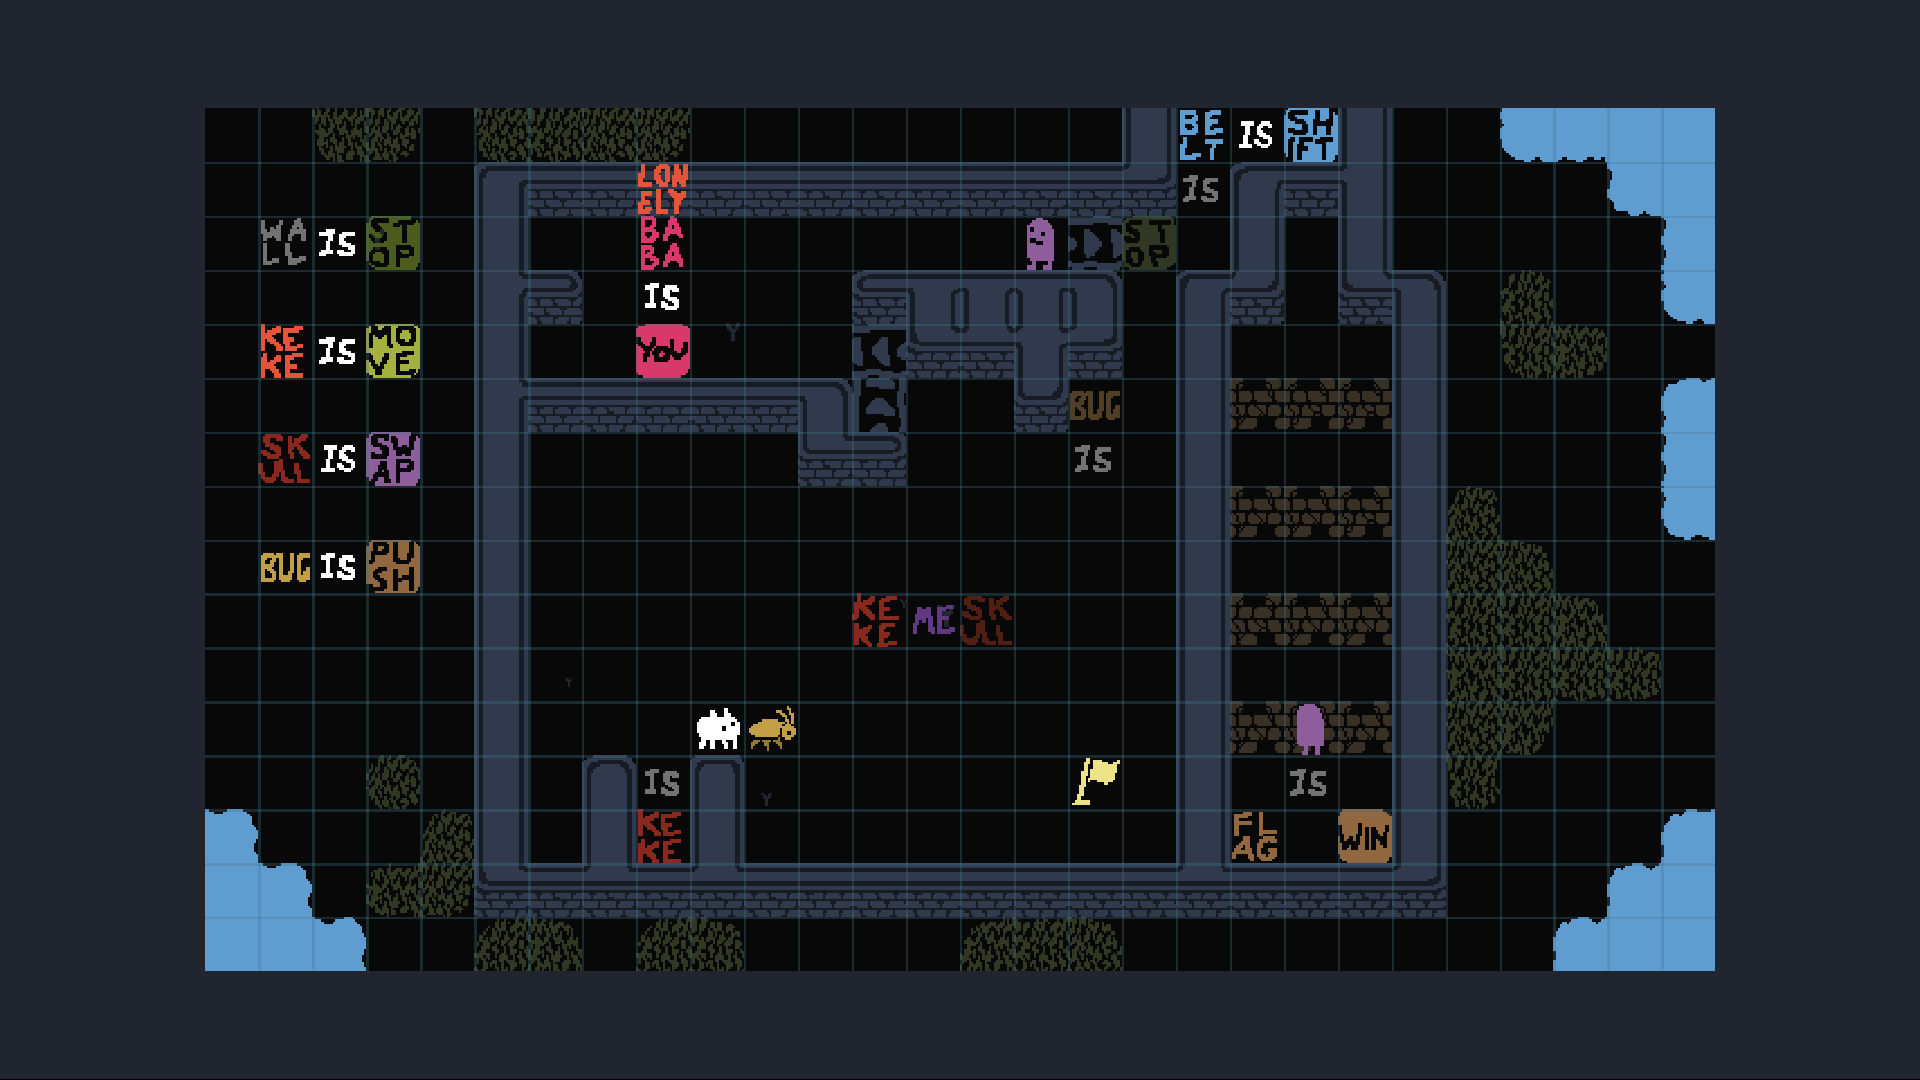 BELT IS SHIFT
LONELY
IS
WALL IS STOP
BABA
STOP
IS
KEKE IS MOVE
YOU
BUG
SKULL IS SWAP
IS
BUG IS PUSH
KEKE ME SKULL
IS
IS
KEKE
FLAG
WIN